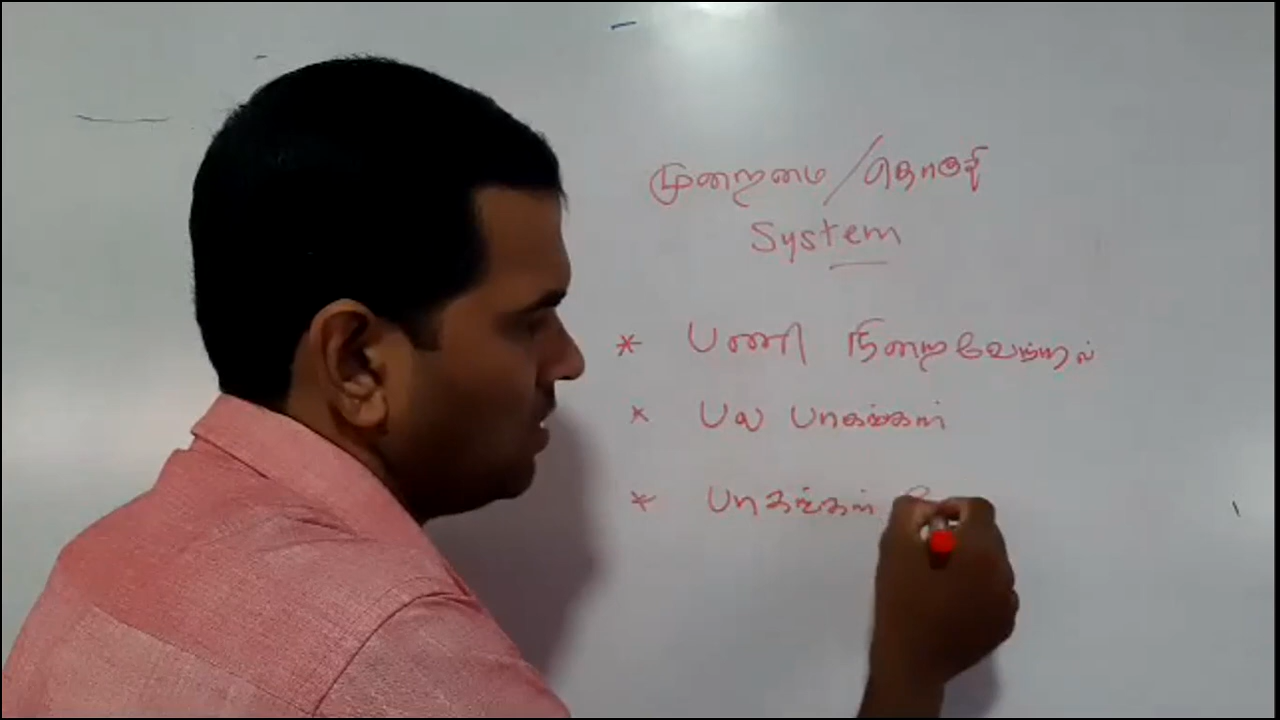 முறைமை/தொகுதி
System
* பணி நிறைவேற்றல்
* பல பாகங்கள்
* பாகங்கள்